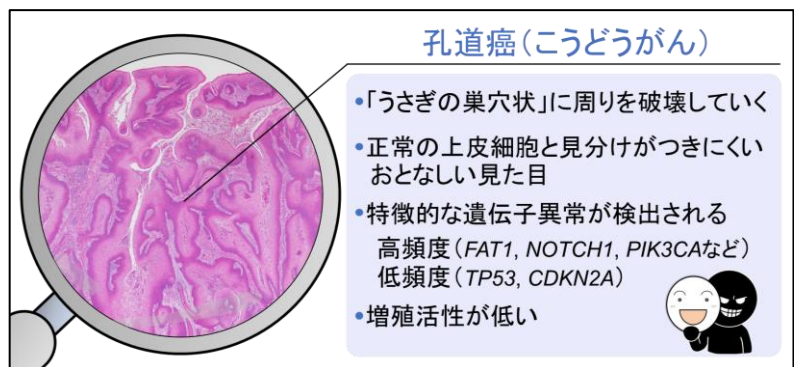 孔道癌(こうどうがん)
•「うさぎの巣穴状」に周りを破壊していく
•正常の上皮細胞と見分けがつきにくい
おとなしい見た目
•特徴的な遺伝子異常が検出される
高頻度(FAT1, NOTCH1, PIK3CAなど)
低頻度(TP53, CDKN2A)
•増殖活性が低い